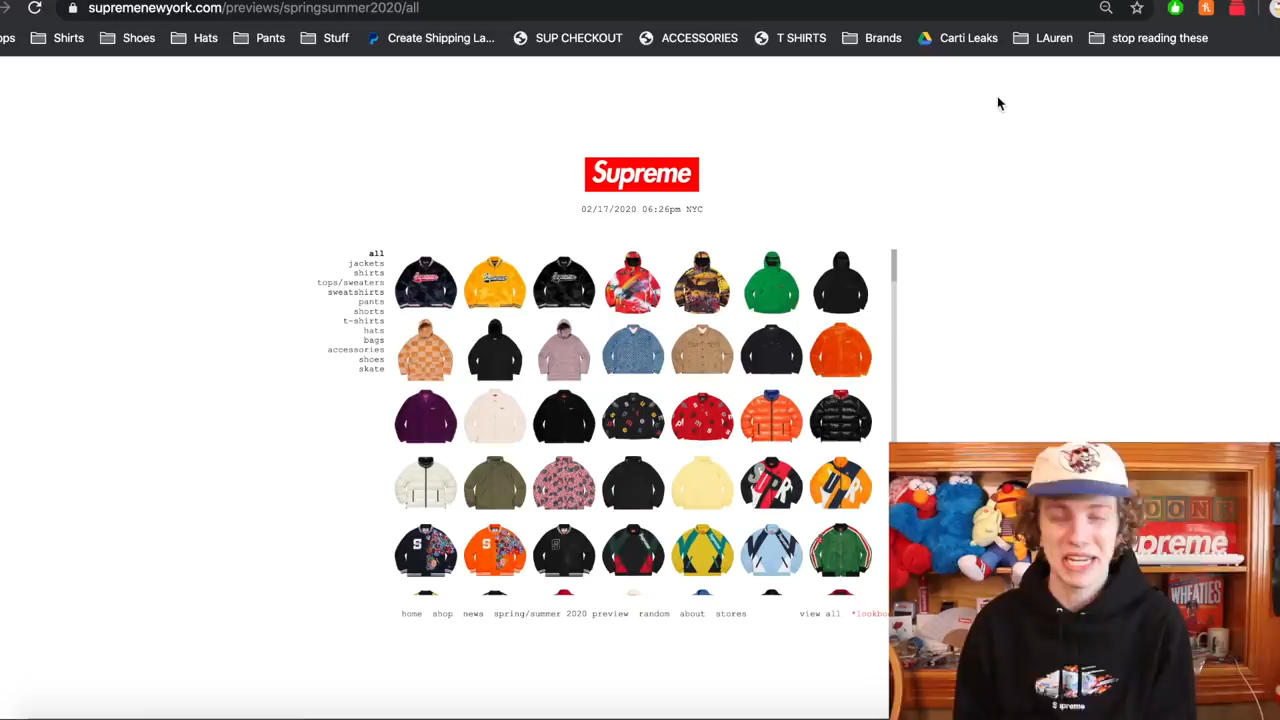 supremenewyork.com/previews/springsummer2020/all
Shirts Shoes Hats Pants Stuff Create Shipping La... SUP CHECKOUT ACCESSORIES T SHIRTS Brands Carti Leaks LAuren stop reading these
Supreme
02/17/2020 06:26pm NYC
all
jackets
shirts
tops/sweaters
sweatshirts
pants
shorts
t-shirts
hats
bags
accessories
shoes
skate
home shop news spring/summer 2020 preview random about stores view all
WHEATIES